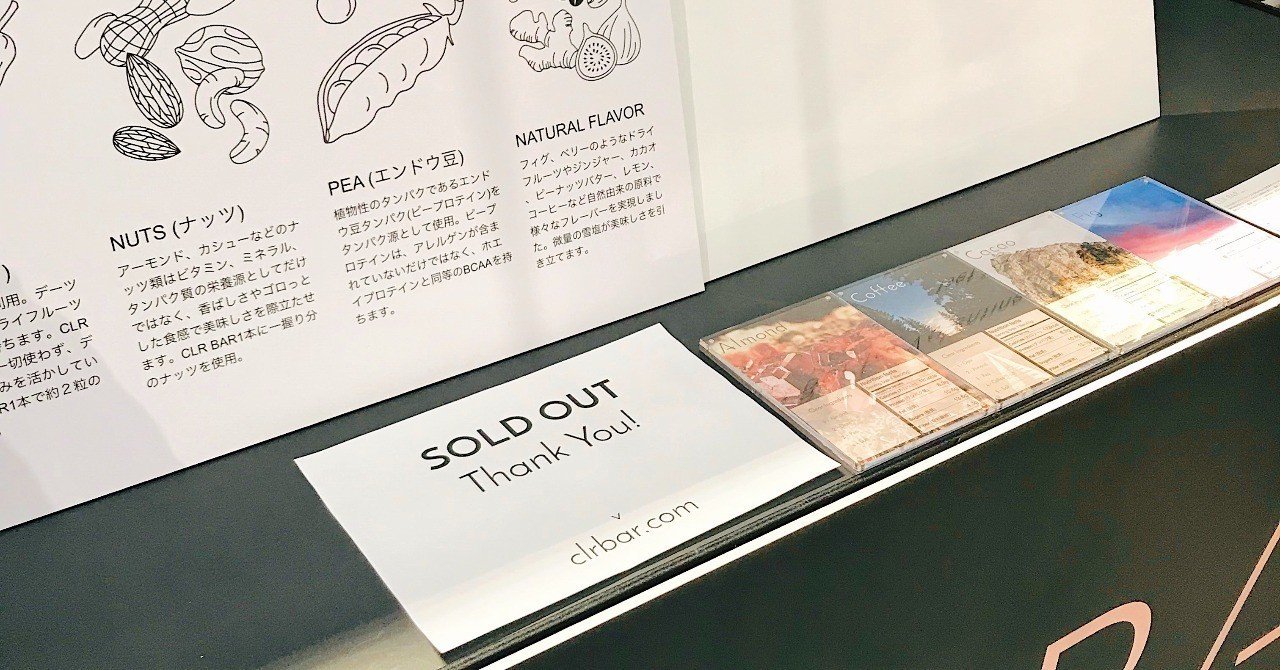 )
利用。デーツ
ライフルーツ
ちます。CLR
一切使わず、デ
みを活かしてい
R1本で約２粒の
NUTS (ナッツ)
アーモンド、カシューなどのナ
ッツ類はビタミン、ミネラル、
タンパク質の栄養源としてだけ
ではなく、香ばしさやゴロっと
した食感で美味しさを際立たせ
ます。CLR BAR1本に一握り分
のナッツを使用。
PEA (エンドウ豆)
植物性のタンパクであるエンド
ウ豆タンパク(ピープロテイン)を
タンパク源として使用。ピープ
ロテインは、アレルゲンが含ま
れていないだけではなく、ホエ
イプロテインと同等のBCAAを持
ちます。
NATURAL FLAVOR
フィグ、ベリーのようなドライ
フルーツやジンジャー、カカオ
、ピーナッツバター、レモン、
コーヒーなど自然由来の原料で
様々なフレーバーを実現しまし
た。微量の雪塩が美味しさを引
き立てます。
SOLD OUT
Thank You!
clrbar.com
Almond
Coffee
Cacao